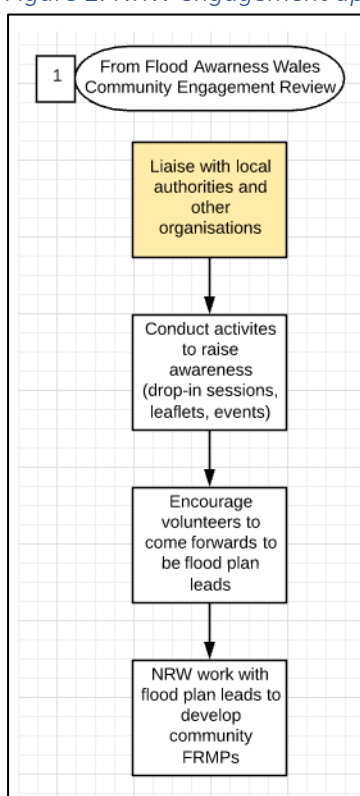 Figure 2: NRW engagement ap
1
From Flood Awarness Wales
Community Engagement Review
Liaise with local
authorities and
other
organisations
Conduct activites
to raise
awareness
(drop-in sessions,
leaflets, events)
Encourage
volunteers to
come forwards to
be flood plan
leads
NRW work with
flood plan leads to
develop
community
FRMPs